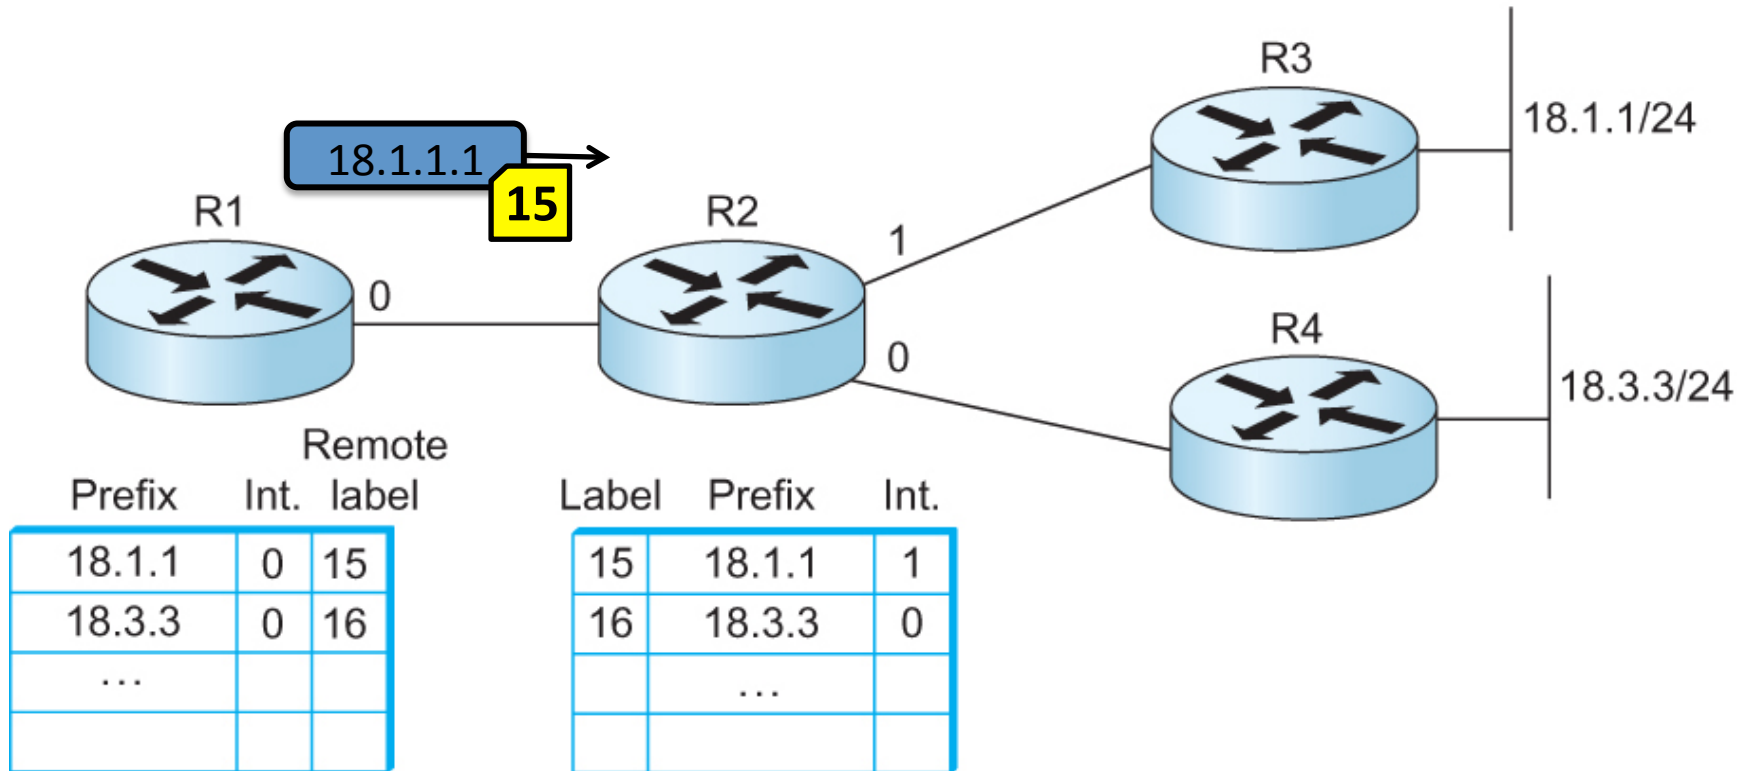 R3
18.1.1/24
18.1.1.1
15
R1
R2
1
0
R4
0
18.3.3/24
Remote
Prefix Int. label
18.1.1 0 15
18.3.3 0 16
...
Label Prefix Int.
15 18.1.1 1
16 18.3.3 0
...